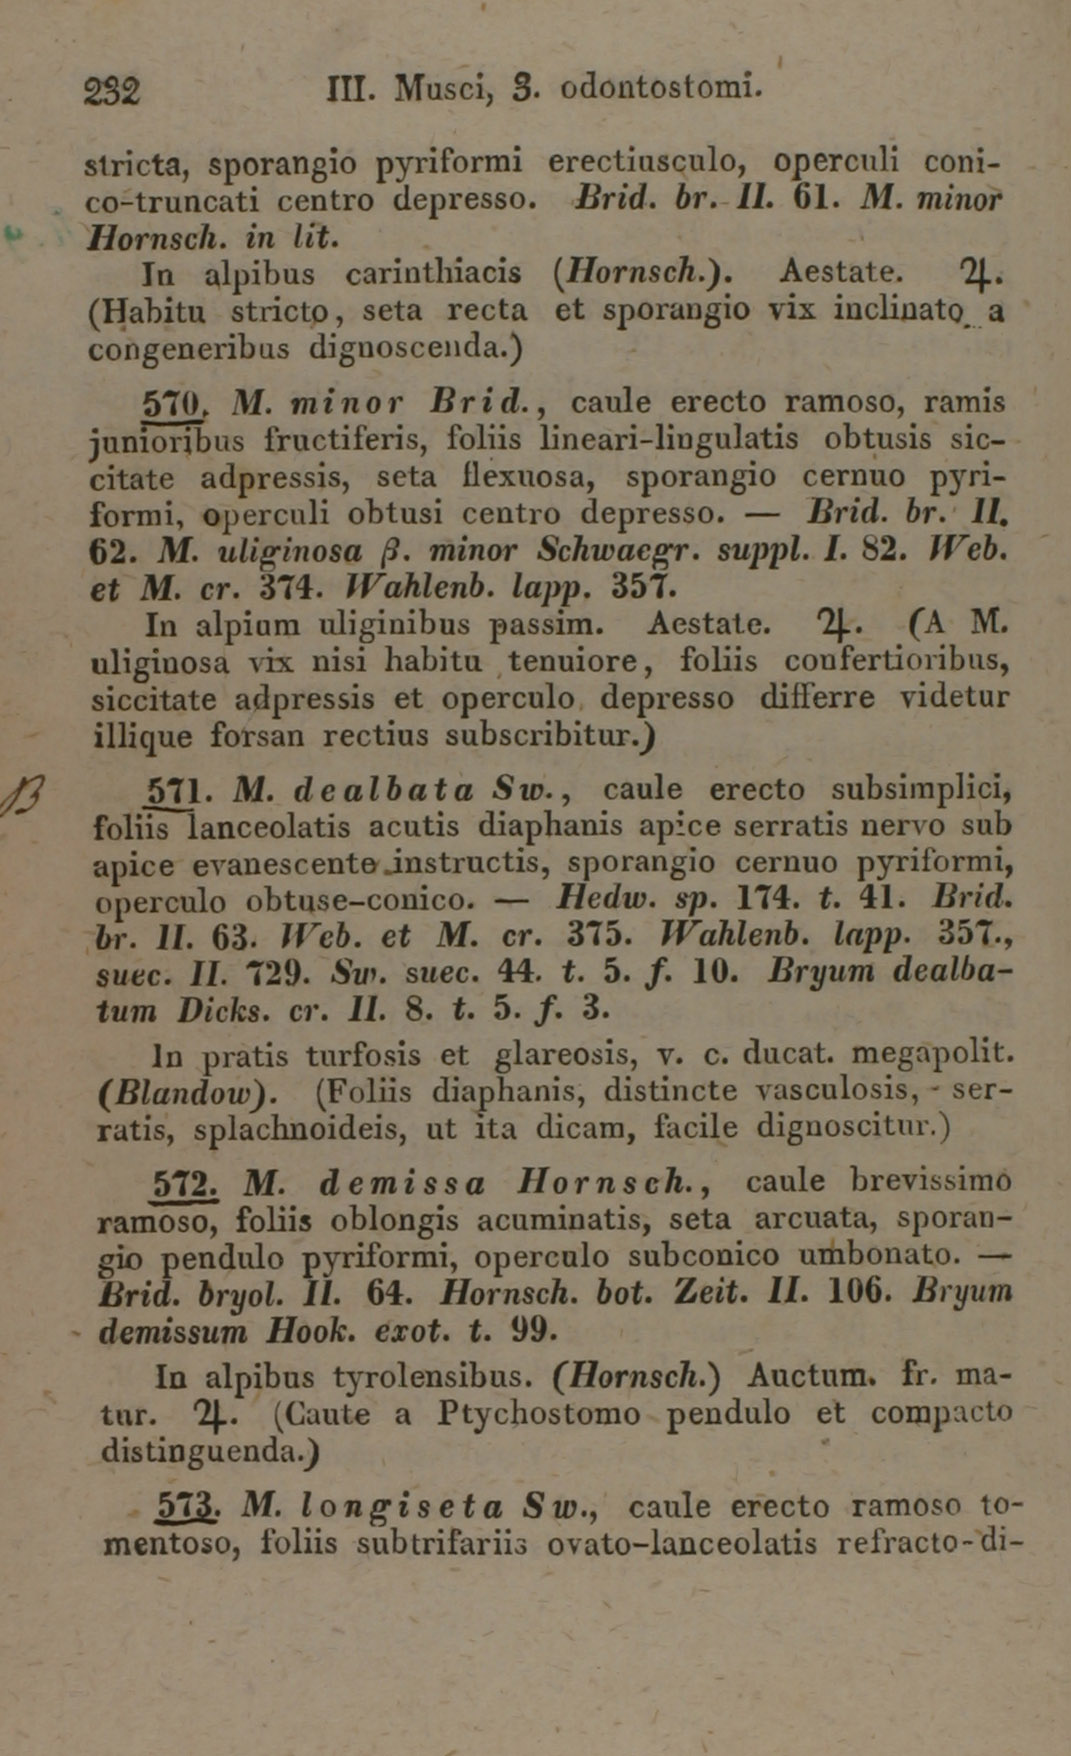 232 III. Musci, 3. odontostomi.
stricta, sporangio pyriformi erectiusculo, operculi coni-
co-truncati centro depresso. Brid. br. II. 61. M. minor
Hornsch. in lit.
In alpibus carinthiacis (Hornsch.). Aestate. ♃.
(Habitu stricto, seta recta et sporangio vix inclinato a
congeneribus dignoscenda.)
570. M. minor Brid., caule erecto ramoso, ramis
junioribus fructiferis, foliis lineari-lingulatis obtusis sic-
citate adpressis, seta flexuosa, sporangio cernuo pyri-
formi, operculi obtusi centro depresso. — Brid. br. II.
62. M. uliginosa β. minor Schwaegr. suppl. I. 82. Web.
et M. cr. 374. Wahlenb. lapp. 357.
In alpium uliginibus passim. Aestate. ♃. (A M.
uliginosa vix nisi habitu tenuiore, foliis confertioribus,
siccitate adpressis et operculo depresso differre videtur
illique forsan rectius subscribitur.)
B
571. M. dealbata Sw., caule erecto subsimplici,
foliis lanceolatis acutis diaphanis apice serratis nervo sub
apice evanescente instructis, sporangio cernuo pyriformi,
operculo obtuse-conico. — Hedw. sp. 174. t. 41. Brid.
br. II. 63. Web. et M. cr. 375. Wahlenb. lapp. 357.,
suec. II. 729. Sw. suec. 44. t. 5. f. 10. Bryum dealba-
tum Dicks. cr. II. 8. t. 5. f. 3.
In pratis turfosis et glareosis, v. c. ducat. megapolit.
(Blandow). (Foliis diaphanis, distincte vasculosis, ser-
ratis, splachnoideis, ut ita dicam, facile dignoscitur.)
572. M. demissa Hornsch., caule brevissimo
ramoso, foliis oblongis acuminatis, seta arcuata, sporan-
gio pendulo pyriformi, operculo subconico umbonato. —
Brid. bryol. II. 64. Hornsch. bot. Zeit. II. 106. Bryum
demissum Hook. exot. t. 99.
In alpibus tyrolensibus. (Hornsch.) Auctum. fr. ma-
tur. ♃. (Caute a Ptychostomo pendulo et compacto
distinguenda.)
573. M. longiseta Sw., caule erecto ramoso to-
mentoso, foliis subtrifariis ovato-lanceolatis refracto-di-